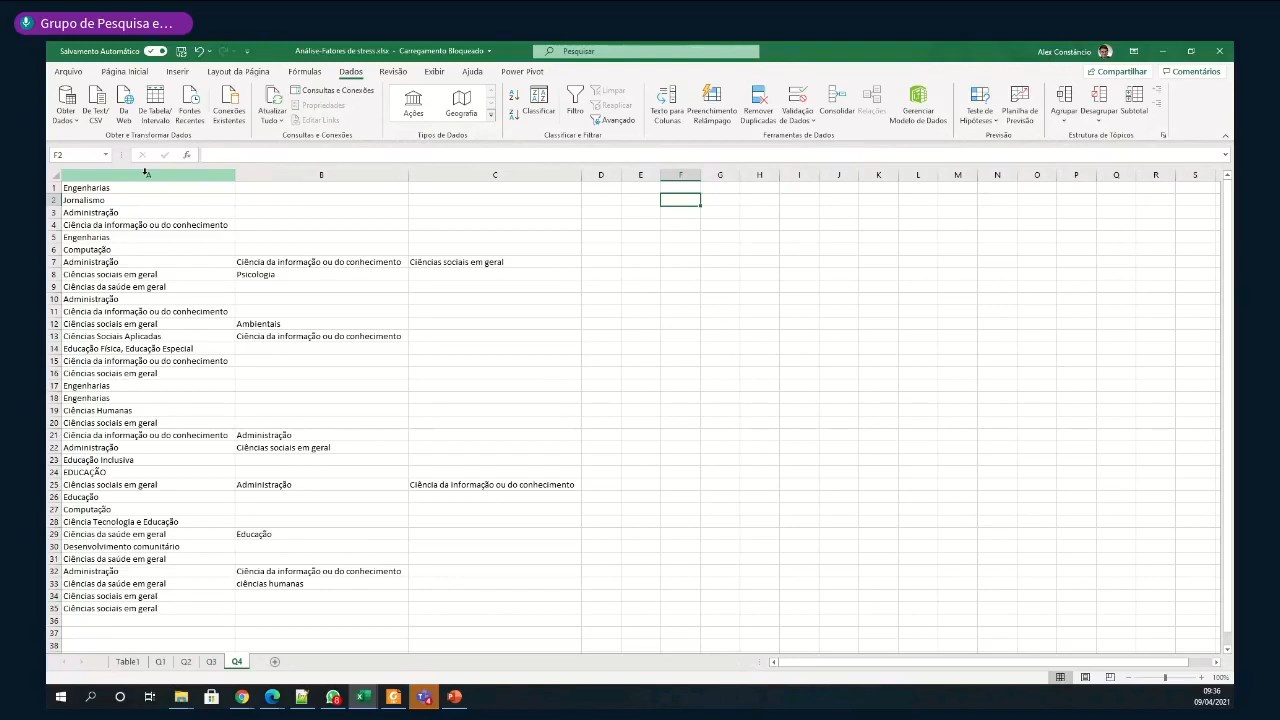 Grupo de Pesquisa e...
Salvamento Automático
Análise-Fatores de stress.xlsx - Carregamento Bloqueado
Pesquisar
Alex Constâncio
Arquivo Página Inicial Inserir Layout da Página Fórmulas Dados Revisão Exibir Ajuda Power Pivot
Compartilhar Comentários
Obter Dados De Text/CSV Da Web De Tabela/Intervalo Fontes Recentes Conexões Existentes
Obter e Transformar Dados
Atualizar Tudo Consultas e Conexões
Propriedades
Editar Links
Consultas e Conexões
Ações Geografia
Tipos de Dados
Classificar Filtro Limpar
Reaplicar
Avançado
Classificar e Filtrar
Texto para Colunas Preenchimento Relâmpago Remover Duplicadas Validação de Dados Consolidar Relações Gerenciar Modelo de Dados
Ferramentas de Dados
Teste de Hipóteses Planilha de Previsão
Previsão
Agrupar Desagrupar Subtotal
Estrutura de Tópicos
F2 fx
A B C D E F G H I J K L M N O P Q R S
1 Engenharias
2 Jornalismo
3 Administração
4 Ciência da informação ou do conhecimento
5 Engenharias
6 Computação
7 Administração Ciência da informação ou do conhecimento Ciências sociais em geral
8 Ciências sociais em geral Psicologia
9 Ciências da saúde em geral
10 Administração
11 Ciência da informação ou do conhecimento
12 Ciências sociais em geral Ambientais
13 Ciências Sociais Aplicadas Ciência da informação ou do conhecimento
14 Educação Física, Educação Especial
15 Ciência da informação ou do conhecimento
16 Ciências sociais em geral
17 Engenharias
18 Engenharias
19 Ciências Humanas
20 Ciências sociais em geral
21 Ciência da informação ou do conhecimento Administração
22 Administração Ciências sociais em geral
23 Educação Inclusiva
24 EDUCAÇÃO
25 Ciências sociais em geral Administração Ciência da informação ou do conhecimento
26 Educação
27 Computação
28 Ciência Tecnologia e Educação
29 Ciências da saúde em geral Educação
30 Desenvolvimento comunitário
31 Ciências da saúde em geral
32 Administração Ciência da informação ou do conhecimento
33 Ciências da saúde em geral ciências humanas
34 Ciências sociais em geral
35 Ciências sociais em geral
36
37
38
Table1 Q1 Q2 Q3 Q4
100%
09:36
09/04/2021